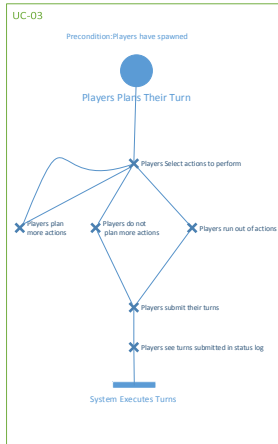 UC-03
Precondition:Players have spawned
Players Plans Their Turn
Players Select actions to perform
Players plan
more actions
Players do not
plan more actions
Players run out of actions
Players submit their turns
Players see turns submitted in status log
System Executes Turns